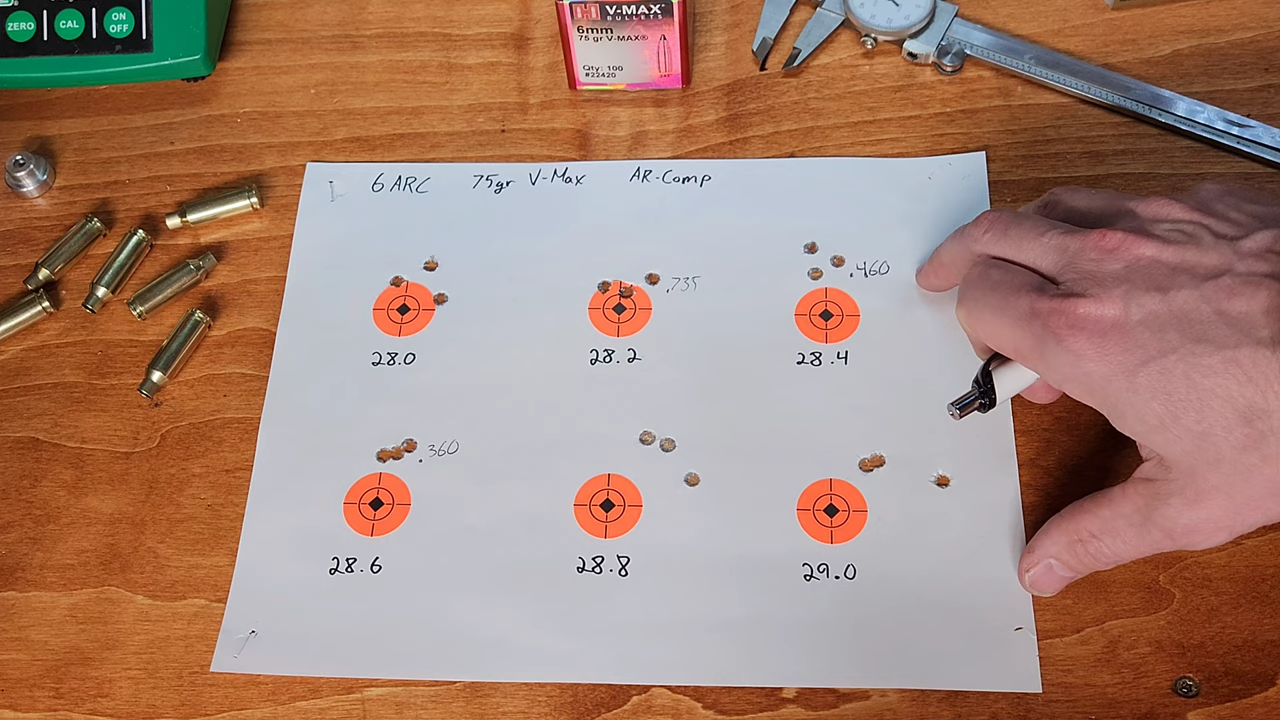 ZERO CAL ON OFF
H V-MAX®
BULLETS
6mm
75 gr V-MAX®
Qty: 100
#22420
6 ARC 75gr V-Max AR-Comp
.735
.460
28.0 28.2 28.4
.360
28.6 28.8 29.0